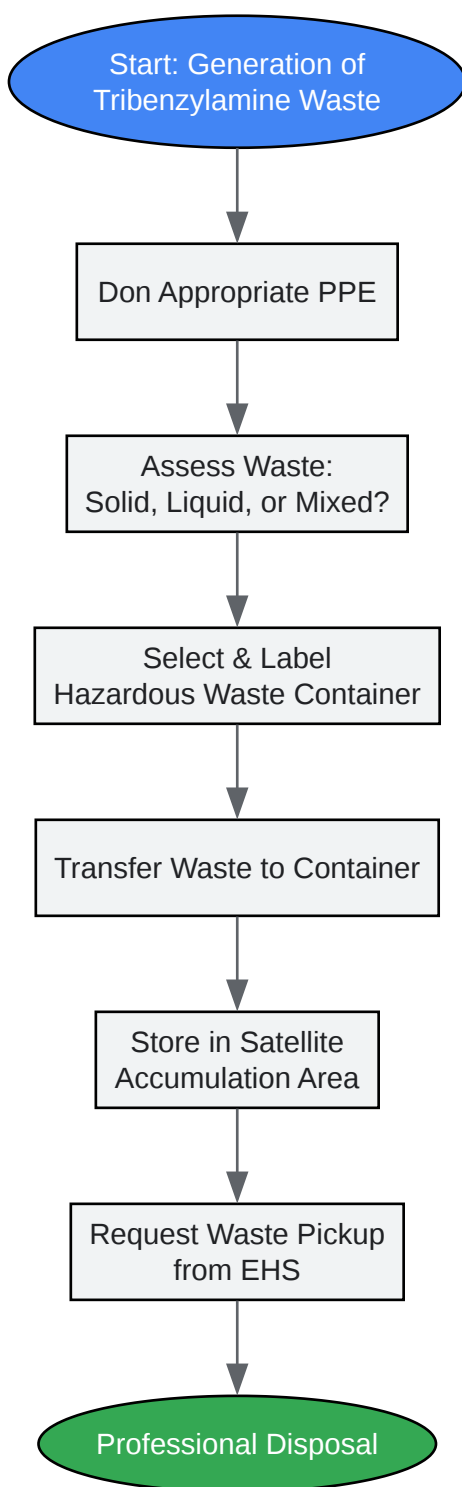 Start: Generation of
Tribenzylamine Waste
Don Appropriate PPE
Assess Waste:
Solid, Liquid, or Mixed?
Select & Label
Hazardous Waste Container
Transfer Waste to Container
Store in Satellite
Accumulation Area
Request Waste Pickup
from EHS
Professional Disposal